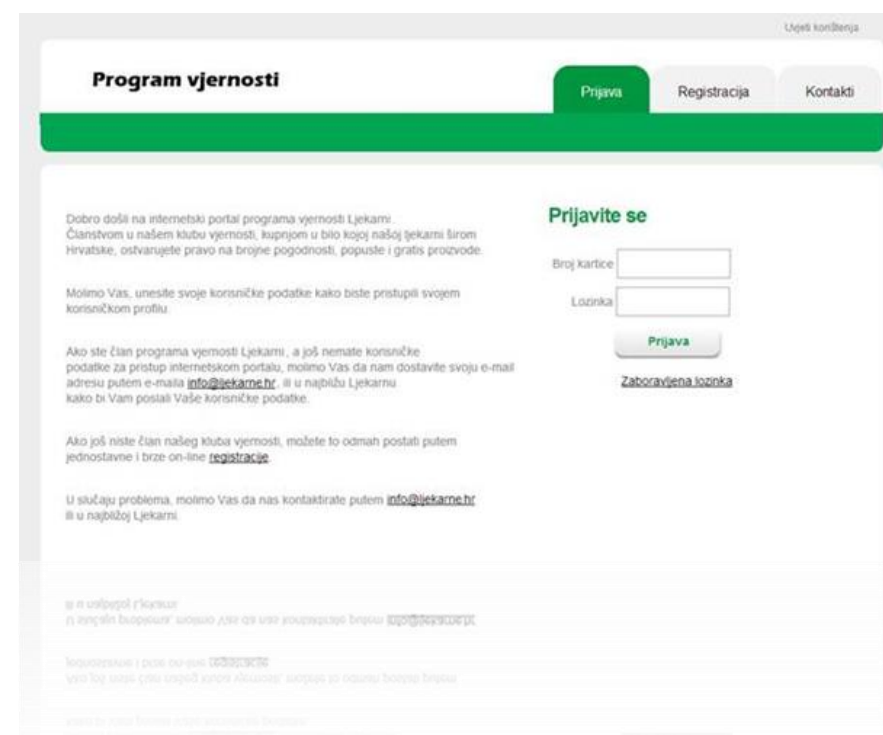 Uvjeti korištenja
Program vjernosti
Prijava
Registracija
Kontakti
Dobro došli na internetski portal programa vjernosti Ljekarni.
Članstvom u našem klubu vjernosti, kupnjom u bilo kojoj našoj ljekarni širom
Hrvatske, ostvarujete pravo na brojne pogodnosti, popuste i gratis proizvode.
Molimo Vas, unesite svoje korisničke podatke kako biste pristupili svojem
korisničkom profilu.
Ako ste član programa vjernosti Ljekarni, a još nemate korisničke
podatke za pristup internetskom portalu, molimo Vas da nam dostavite svoju e-mail
adresu putem e-maila info@ljekarne.hr, ili u najbližu Ljekarnu
kako bi Vam poslali Vaše korisničke podatke.
Ako još niste član našeg kluba vjernosti, možete to odmah postati putem
jednostavne i brze on-line registracije.
U slučaju problema, molimo Vas da nas kontaktirate putem info@ljekarne.hr
ili u najbližoj Ljekarni.
Prijavite se
Broj kartice
Lozinka
Prijava
Zaboravljena lozinka